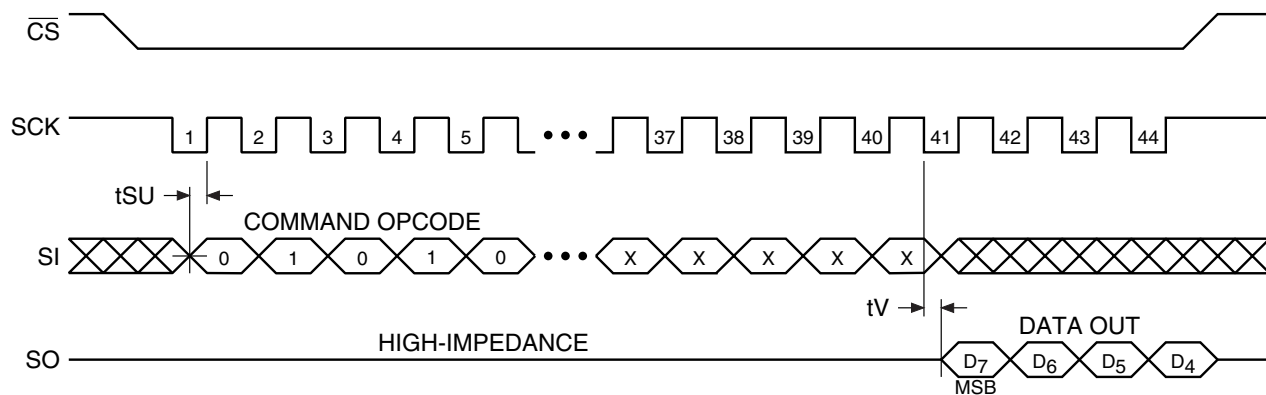 CS
SCK 1 2 3 4 5 ••• 37 38 39 40 41 42 43 44
tSU
COMMAND OPCODE
SI 0 1 0 1 0 ••• X X X X X
tV
HIGH-IMPEDANCE DATA OUT
SO D7 D6 D5 D4
MSB